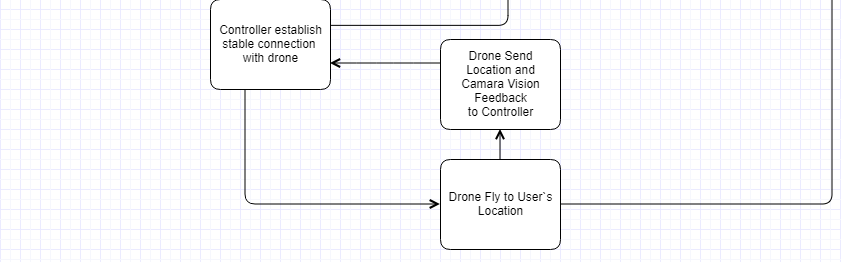 Controller establish
stable connection
with drone
Drone Send
Location and
Camara Vision
Feedback
to Controller
Drone Fly to User`s
Location